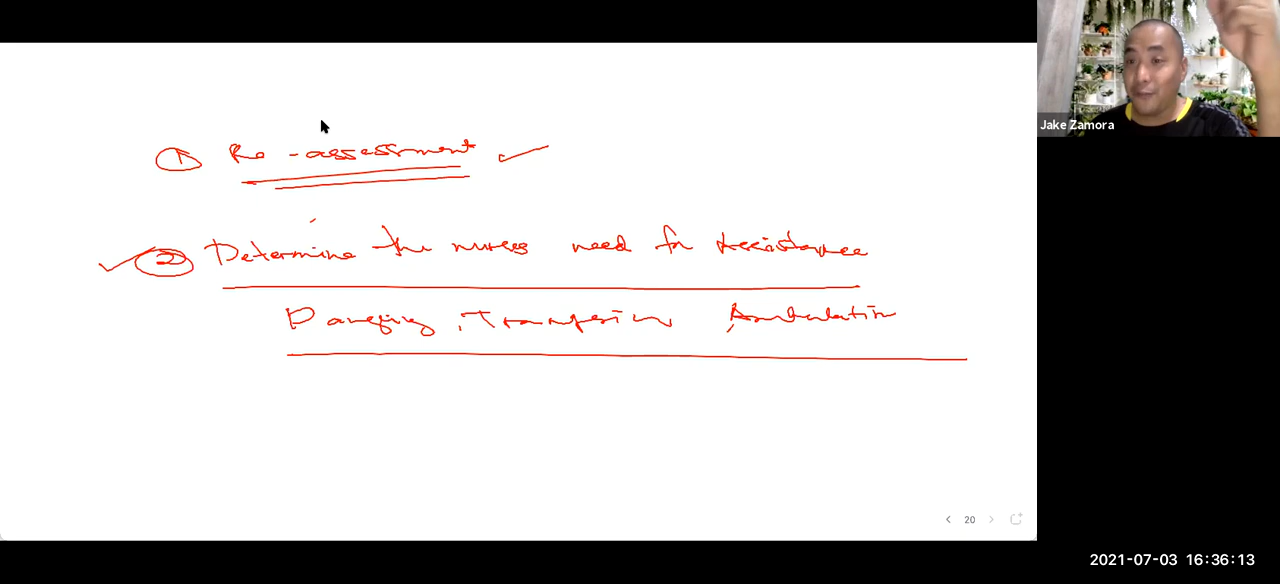 ① Re-assessment
② Determine the nurses need for Assistance
Dangling, Transferring, Ambulation
Jake Zamora
20
2021-07-03 16:36:13